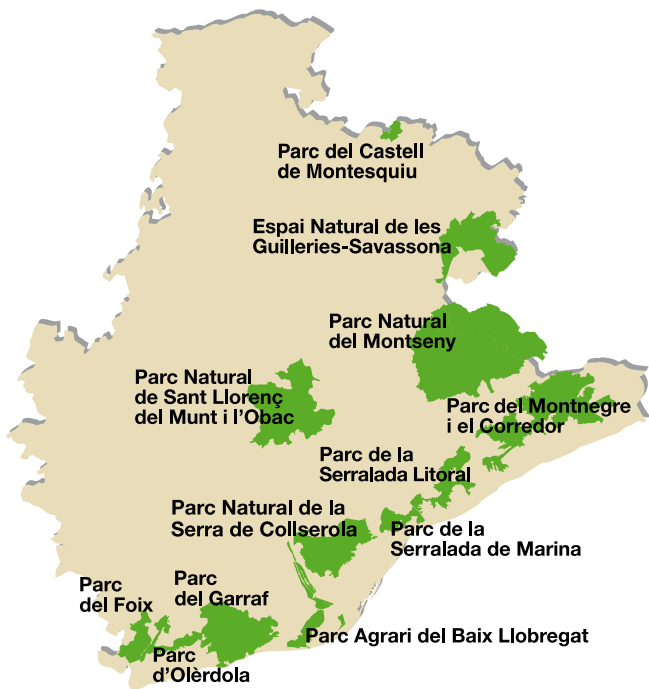 Parc del Castell
de Montesquiu
Espai Natural de les
Guilleries-Savassona
Parc Natural
del Montseny
Parc Natural
de Sant Llorenç
del Munt i l'Obac
Parc del Montnegre
i el Corredor
Parc de la
Serralada Litoral
Parc Natural de la
Serra de Collserola
Parc de la
Serralada de Marina
Parc
del Foix
Parc
del Garraf
Parc Agrari del Baix Llobregat
Parc
d'Olèrdola